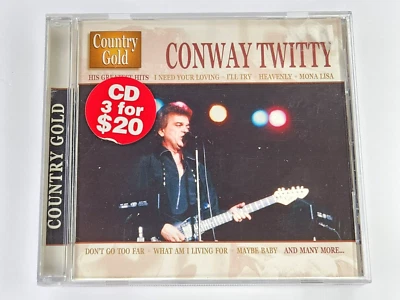 Country
Gold
CONWAY TWITTY
HIS GREATEST HITS · I NEED YOUR LOVING · I'LL TRY · HEAVENLY · MONA LISA
CD
3 for
$20
COUNTRY GOLD
DON'T GO TOO FAR · WHAT AM I LIVING FOR · MAYBE BABY AND MANY MORE...